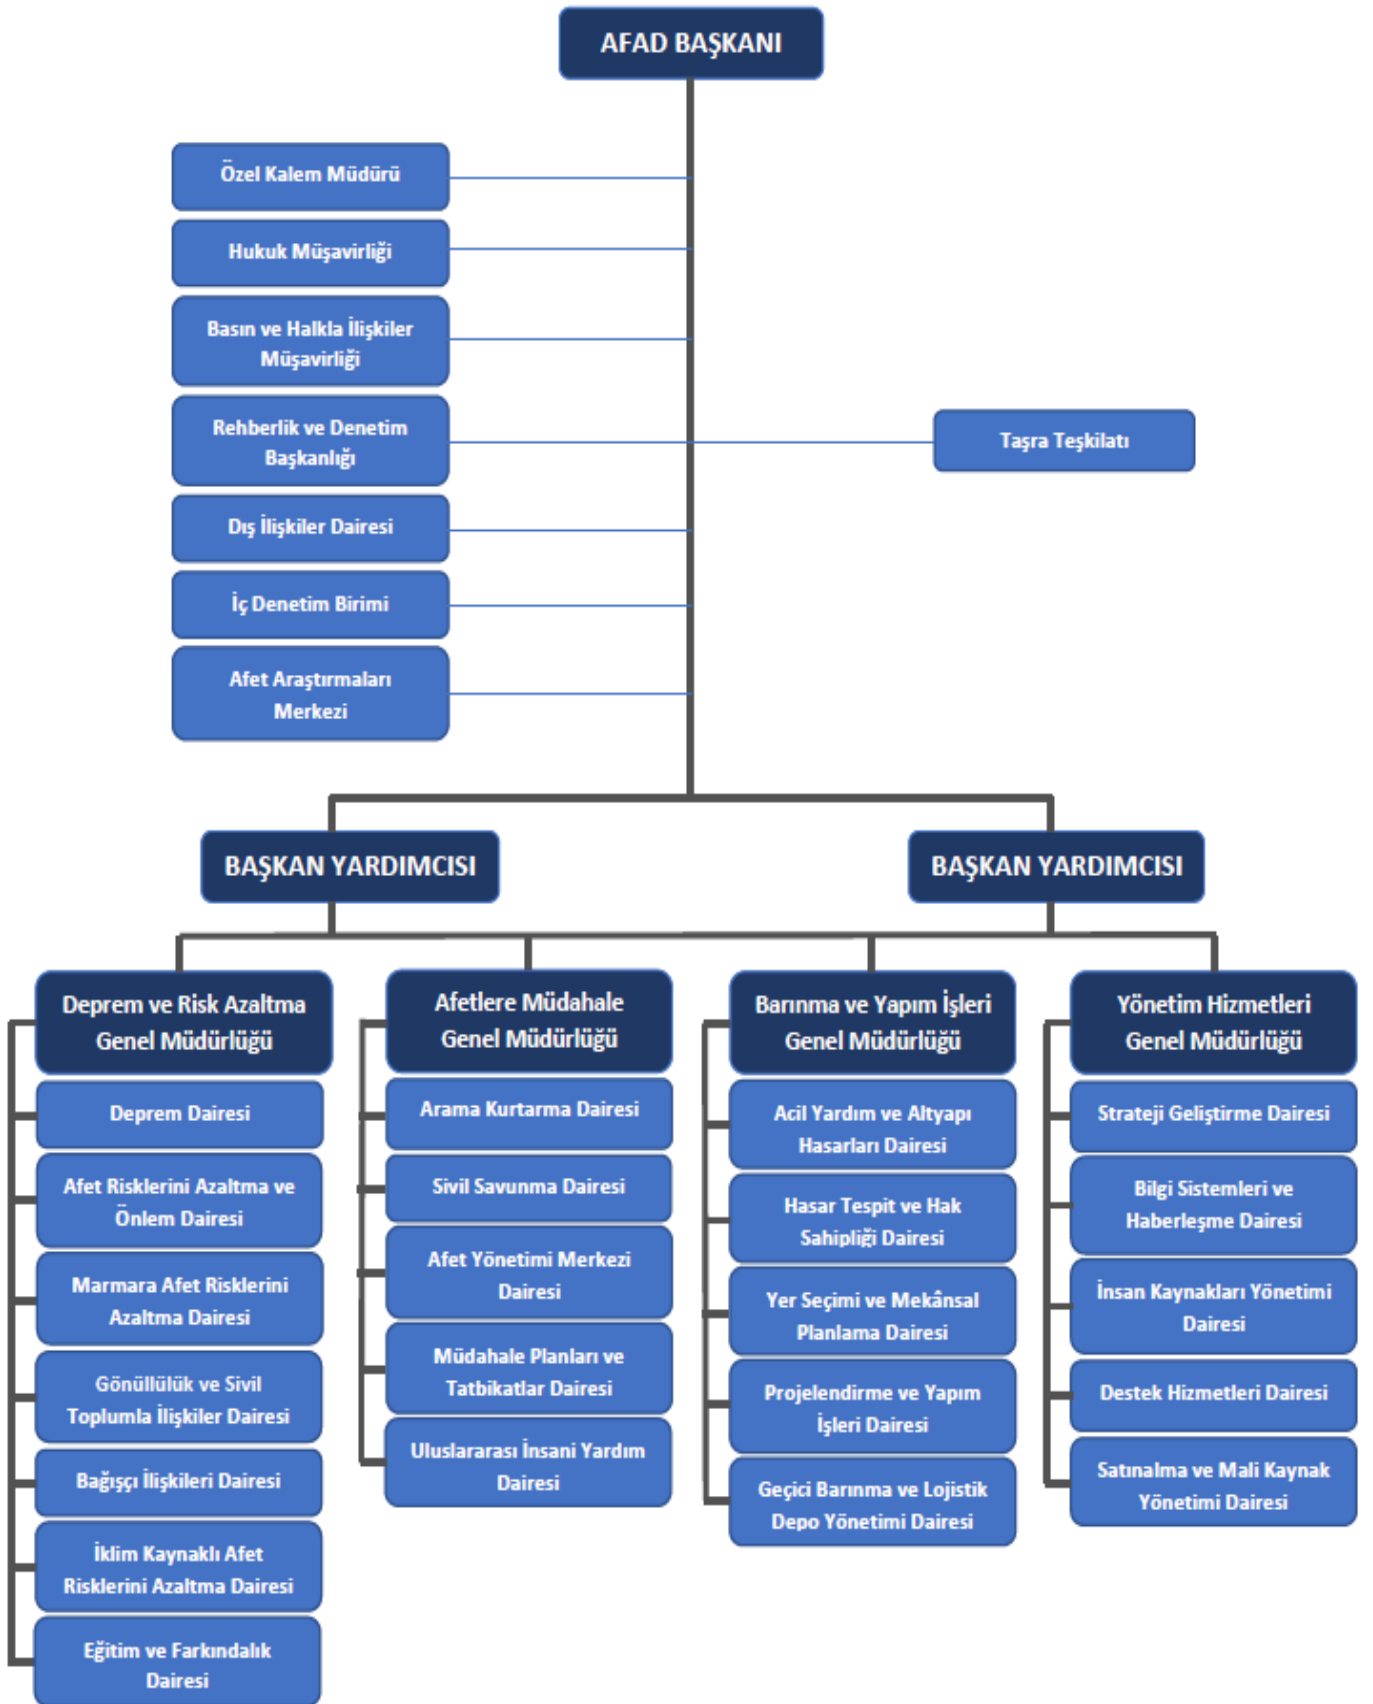 AFAD BAŞKANI
Özel Kalem Müdürü
Hukuk Müşavirliği
Basın ve Halkla İlişkiler
Müşavirliği
Rehberlik ve Denetim
Başkanlığı
Taşra Teşkilatı
Dış İlişkiler Dairesi
İç Denetim Birimi
Afet Araştırmaları
Merkezi
BAŞKAN YARDIMCISI
BAŞKAN YARDIMCISI
Deprem ve Risk Azaltma
Genel Müdürlüğü
Deprem Dairesi
Afet Risklerini Azaltma ve
Önlem Dairesi
Marmara Afet Risklerini
Azaltma Dairesi
Gönüllülük ve Sivil
Toplumla İlişkiler Dairesi
Bağışçı İlişkileri Dairesi
İklim Kaynaklı Afet
Risklerini Azaltma Dairesi
Eğitim ve Farkındalık
Dairesi
Afetlere Müdahale
Genel Müdürlüğü
Arama Kurtarma Dairesi
Sivil Savunma Dairesi
Afet Yönetimi Merkezi
Dairesi
Müdahale Planları ve
Tatbikatlar Dairesi
Uluslararası İnsani Yardım
Dairesi
Barınma ve Yapım İşleri
Genel Müdürlüğü
Acil Yardım ve Altyapı
Hasarları Dairesi
Hasar Tespit ve Hak
Sahipliği Dairesi
Yer Seçimi ve Mekânsal
Planlama Dairesi
Projelendirme ve Yapım
İşleri Dairesi
Geçici Barınma ve Lojistik
Depo Yönetimi Dairesi
Yönetim Hizmetleri
Genel Müdürlüğü
Strateji Geliştirme Dairesi
Bilgi Sistemleri ve
Haberleşme Dairesi
İnsan Kaynakları Yönetimi
Dairesi
Destek Hizmetleri Dairesi
Satınalma ve Mali Kaynak
Yönetimi Dairesi